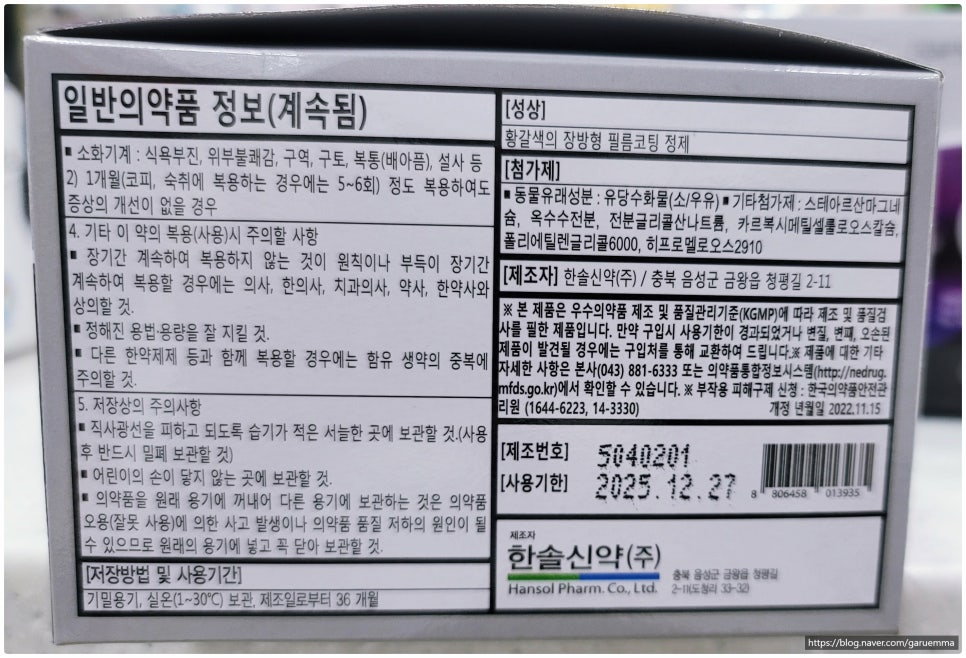 일반의약품 정보(계속됨)
▪ 소화기계 : 식욕부진, 위부불쾌감, 구역, 구토, 복통(배아픔), 설사 등
2) 1개월(코피, 숙취에 복용하는 경우에는 5~6회) 정도 복용하여도
증상의 개선이 없을 경우
4. 기타 이 약의 복용(사용)시 주의할 사항
▪ 장기간 계속하여 복용하지 않는 것이 원칙이나 부득이 장기간
계속하여 복용할 경우에는 의사, 한의사, 치과의사, 약사, 한약사와
상의할 것.
▪ 정해진 용법·용량을 잘 지킬 것.
▪ 다른 한약제제 등과 함께 복용할 경우에는 함유 생약의 중복에
주의할 것.
5. 저장상의 주의사항
▪ 직사광선을 피하고 되도록 습기가 적은 서늘한 곳에 보관할 것.(사용
후 반드시 밀폐 보관할 것)
▪ 어린이의 손이 닿지 않는 곳에 보관할 것.
▪ 의약품을 원래 용기에 꺼내어 다른 용기에 보관하는 것은 의약품
오용(잘못 사용)에 의한 사고 발생이나 의약품 품질 저하의 원인이 될
수 있으므로 원래의 용기에 넣고 꼭 닫아 보관할 것.
[저장방법 및 사용기간]
기밀용기, 실온(1~30℃) 보관, 제조일로부터 36 개월
[성상]
황갈색의 장방형 필름코팅 정제
[첨가제]
▪ 동물유래성분 : 유당수화물(소/우유) ▪ 기타첨가제 : 스테아르산마그네
슘, 옥수수전분, 전분글리콜산나트륨, 카르복시메틸셀룰로오스칼슘,
폴리에틸렌글리콜6000, 히프로멜로오스2910
[제조자] 한솔신약(주) / 충북 음성군 금왕읍 청평길 2-11
※ 본 제품은 우수의약품 제조 및 품질관리기준(KGMP)에 따라 제조 및 품질검
사를 필한 제품입니다. 만약 구입시 사용기한이 경과되었거나 변질, 변패, 오손된
제품이 발견될 경우에는 구입처를 통해 교환하여 드립니다.※ 제품에 대한 기타
자세한 사항은 본사(043) 881-6333 또는 의약품통합정보시스템(http://nedrug.
mfds.go.kr)에서 확인할 수 있습니다. ※ 부작용 피해구제 신청 : 한국의약품안전관
리원 (1644-6223, 14-3330) 개정 년월일 2022.11.15
[제조번호] 5040201
[사용기한] 2025.12.27
8 806458 013935
제조자
한솔신약(주)
Hansol Pharm. Co., Ltd.
충북 음성군 금왕읍 청평길
2-11(도청리 33-32)
https://blog.naver.com/garuemma